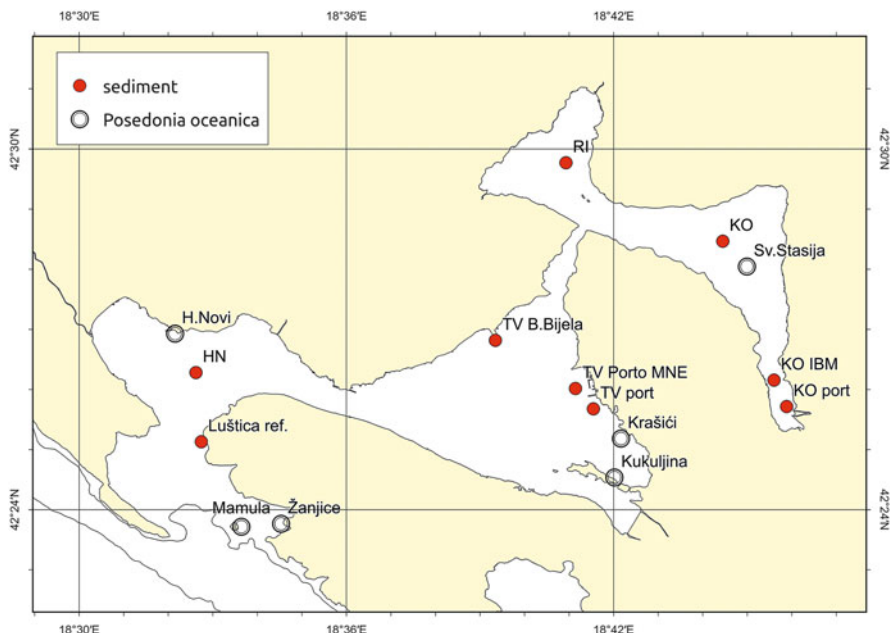 18°30'E 18°36'E 18°42'E
sediment
Posedonia oceanica
42°30'N 42°30'N
RI
KO
Sv.Stasija
H.Novi
TV B.Bijela
HN
KO IBM
TV Porto MNE
KO port
TV port
Krašići
Luštica ref.
Kukuljina
Mamula Žanjice
42°24'N 42°24'N
18°30'E 18°36'E 18°42'E